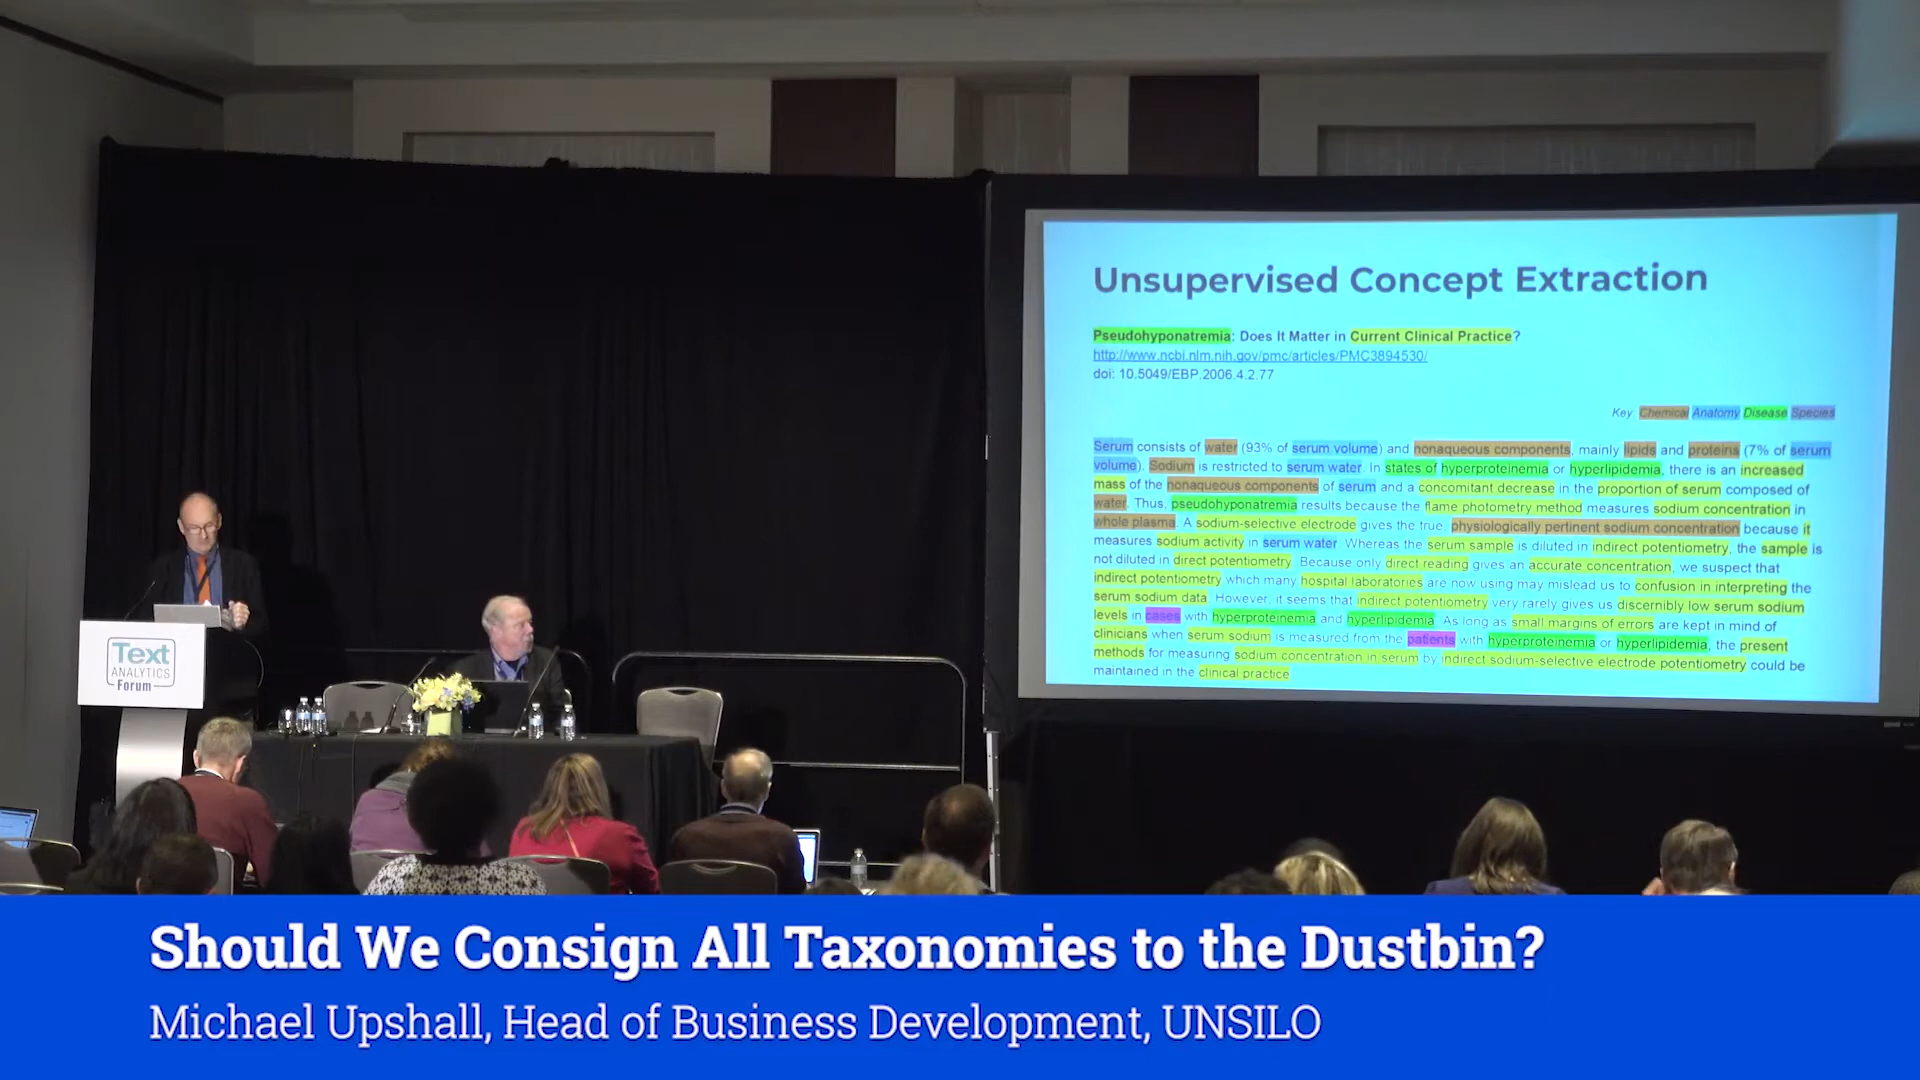 Unsupervised Concept Extraction
Pseudohyponatremia: Does It Matter in Current Clinical Practice?
http://www.ncbi.nlm.nih.gov/pmc/articles/PMC3894530/
doi: 10.5049/EBP.2006.4.2.77
Key: Chemical Anatomy Disease Species
Serum consists of water (93% of serum volume) and nonaqueous components, mainly lipids and proteins (7% of serum
volume). Sodium is restricted to serum water. In states of hyperproteinemia or hyperlipidemia, there is an increased
mass of the nonaqueous components of serum and a concomitant decrease in the proportion of serum composed of
water. Thus, pseudohyponatremia results because the flame photometry method measures sodium concentration in
whole plasma. A sodium-selective electrode gives the true, physiologically pertinent sodium concentration because it
measures sodium activity in serum water. Whereas the serum sample is diluted in indirect potentiometry, the sample is
not diluted in direct potentiometry. Because only direct reading gives an accurate concentration, we suspect that
indirect potentiometry which many hospital laboratories are now using may mislead us to confusion in interpreting the
serum sodium data. However, it seems that indirect potentiometry very rarely gives us discernibly low serum sodium
levels in cases with hyperproteinemia and hyperlipidemia. As long as small margins of errors are kept in mind of
clinicians when serum sodium is measured from the patients with hyperproteinemia or hyperlipidemia, the present
methods for measuring sodium concentration in serum by indirect sodium-selective electrode potentiometry could be
maintained in the clinical practice.
Text
ANALYTICS
Forum
Should We Consign All Taxonomies to the Dustbin?
Michael Upshall, Head of Business Development, UNSILO